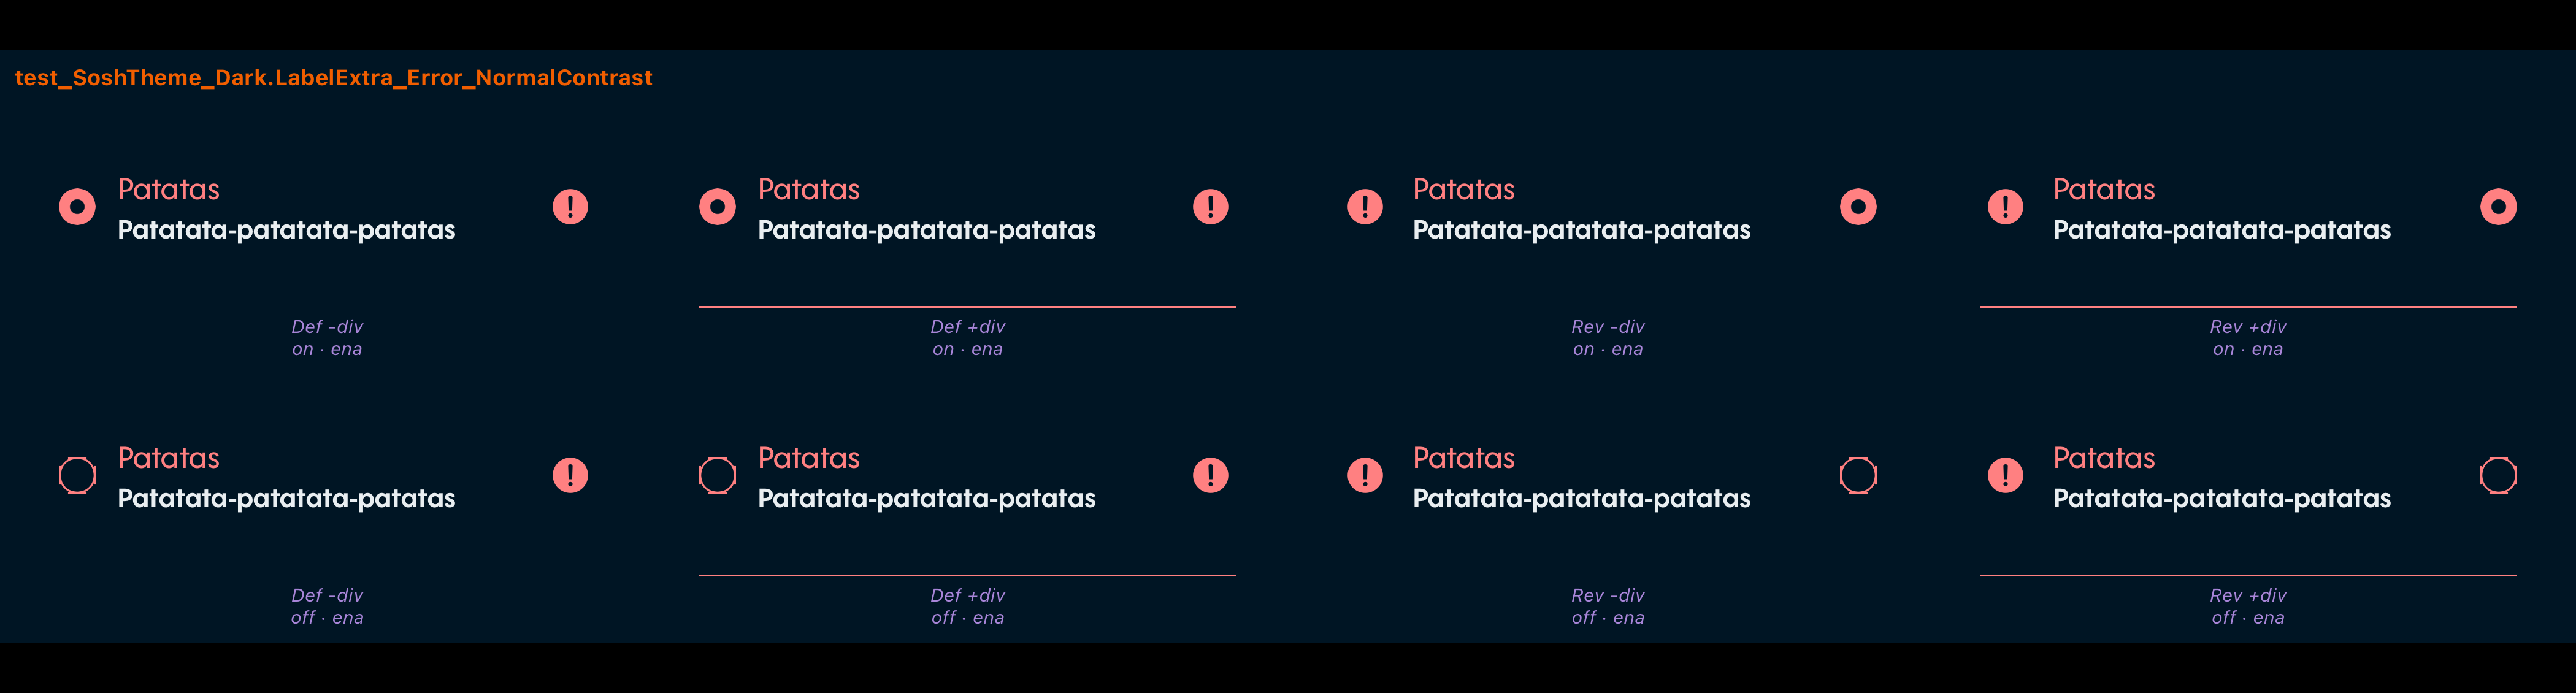 test_SoshTheme_Dark.LabelExtra_Error_NormalContrast
Patatas
Patatata-patatata-patatas
Def -div
on · ena
Patatas
Patatata-patatata-patatas
Def +div
on · ena
Patatas
Patatata-patatata-patatas
Rev -div
on · ena
Patatas
Patatata-patatata-patatas
Rev +div
on · ena
Patatas
Patatata-patatata-patatas
Def -div
off · ena
Patatas
Patatata-patatata-patatas
Def +div
off · ena
Patatas
Patatata-patatata-patatas
Rev -div
off · ena
Patatas
Patatata-patatata-patatas
Rev +div
off · ena